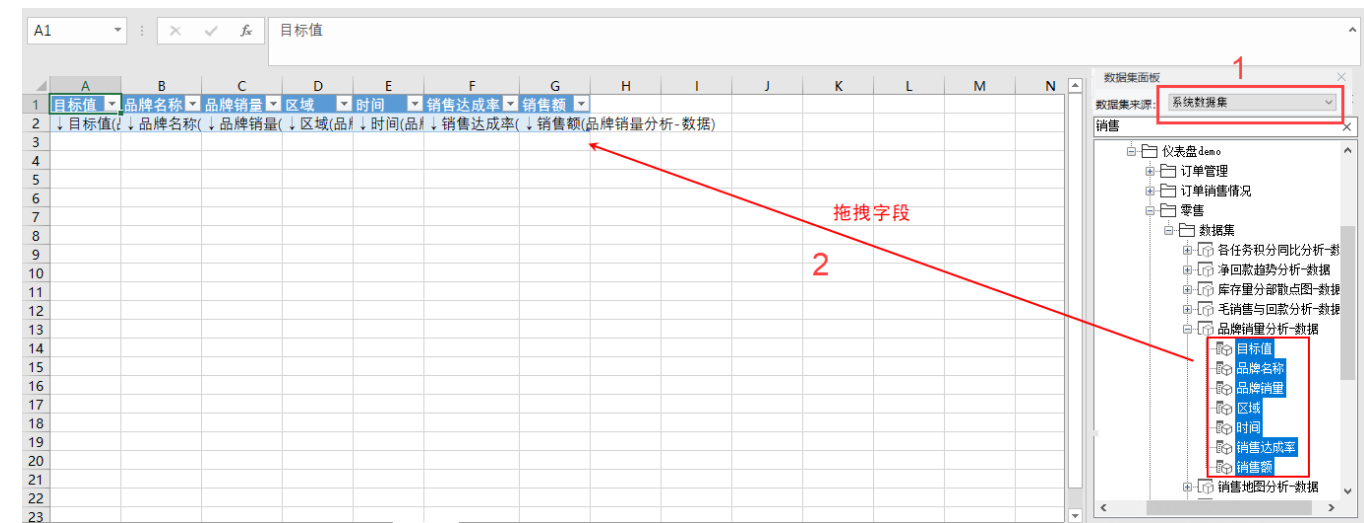 A1
fx
目标值
A B C D E F G H I J K L M N
1 目标值 品牌名称 品牌销量 区域 时间 销售达成率 销售额
2 ↓目标值(品 ↓品牌名称( ↓品牌销量( ↓区域(品牌 ↓时间(品牌 ↓销售达成率( ↓销售额(品牌销量分析-数据)
3
4
5
6
7
8
9
10
11
12
13
14
15
16
17
18
19
20
21
22
23
拖拽字段
2
1
数据集面板
数据集来源: 系统数据集
销售
仪表盘demo
订单管理
订单销售情况
零售
数据集
各任务积分同比分析-数
净回款趋势分析-数据
库存量分部散点图-数据
毛销售与回款分析-数据
品牌销量分析-数据
目标值
品牌名称
品牌销量
区域
时间
销售达成率
销售额
销售地图分析-数据